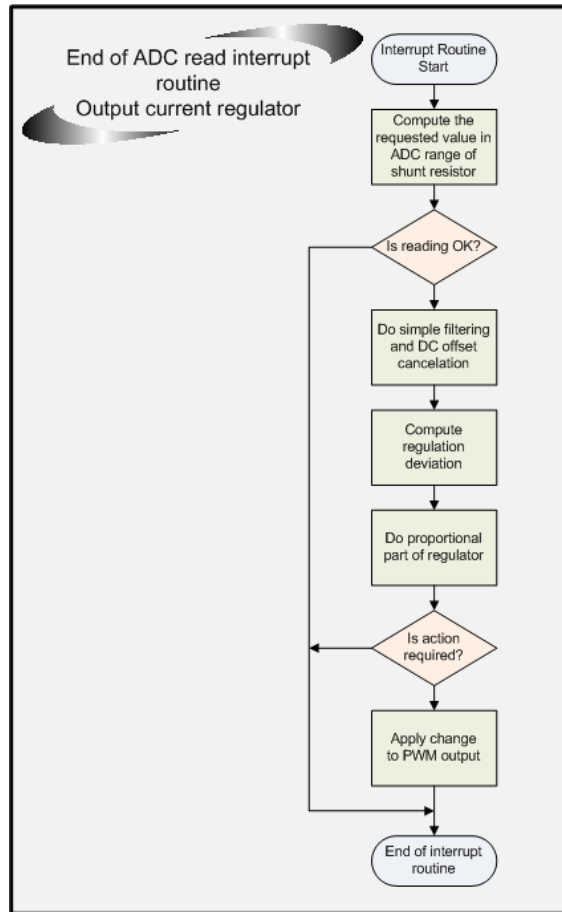 End of ADC read interrupt
routine
Output current regulator
Interrupt Routine
Start
Compute the
requested value in
ADC range of
shunt resistor
Is reading OK?
Do simple filtering
and DC offset
cancelation
Compute
regulation
deviation
Do proportional
part of regulator
Is action
required?
Apply change
to PWM output
End of interrupt
routine